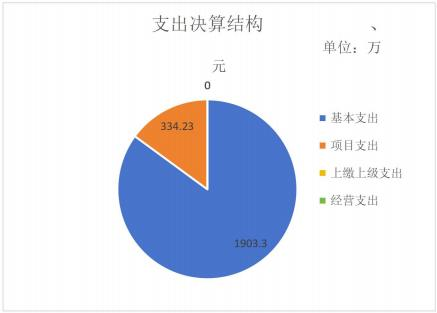 支出决算结构 、
单位：万
元
0
334.23
1903.3
基本支出
项目支出
上缴上级支出
经营支出